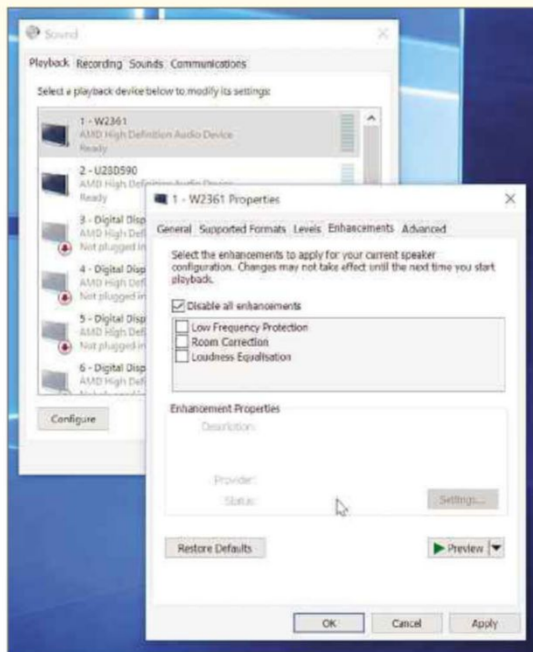 Sound
Playback Recording Sounds Communications
Select a playback device below to modify its settings:
1 - W2361
AMD High Definition Audio Device
Ready
2 - U28D590
AMD High Definition Audio Device
Ready
3 - Digital Disp
AMD High Defi
Not plugged in
4 - Digital Disp
AMD High Defi
Not plugged in
5 - Digital Disp
AMD High Defi
Not plugged in
6 - Digital Disp
AMD High Defi
Configure
1 - W2361 Properties
General Supported Formats Levels Enhancements Advanced
Select the enhancements to apply for your current speaker
configuration. Changes may not take effect until the next time you start
playback.
Disable all enhancements
Low Frequency Protection
Room Correction
Loudness Equalisation
Enhancement Properties
Description:
Provider:
Status:
Settings...
Restore Defaults
Preview
OK Cancel Apply